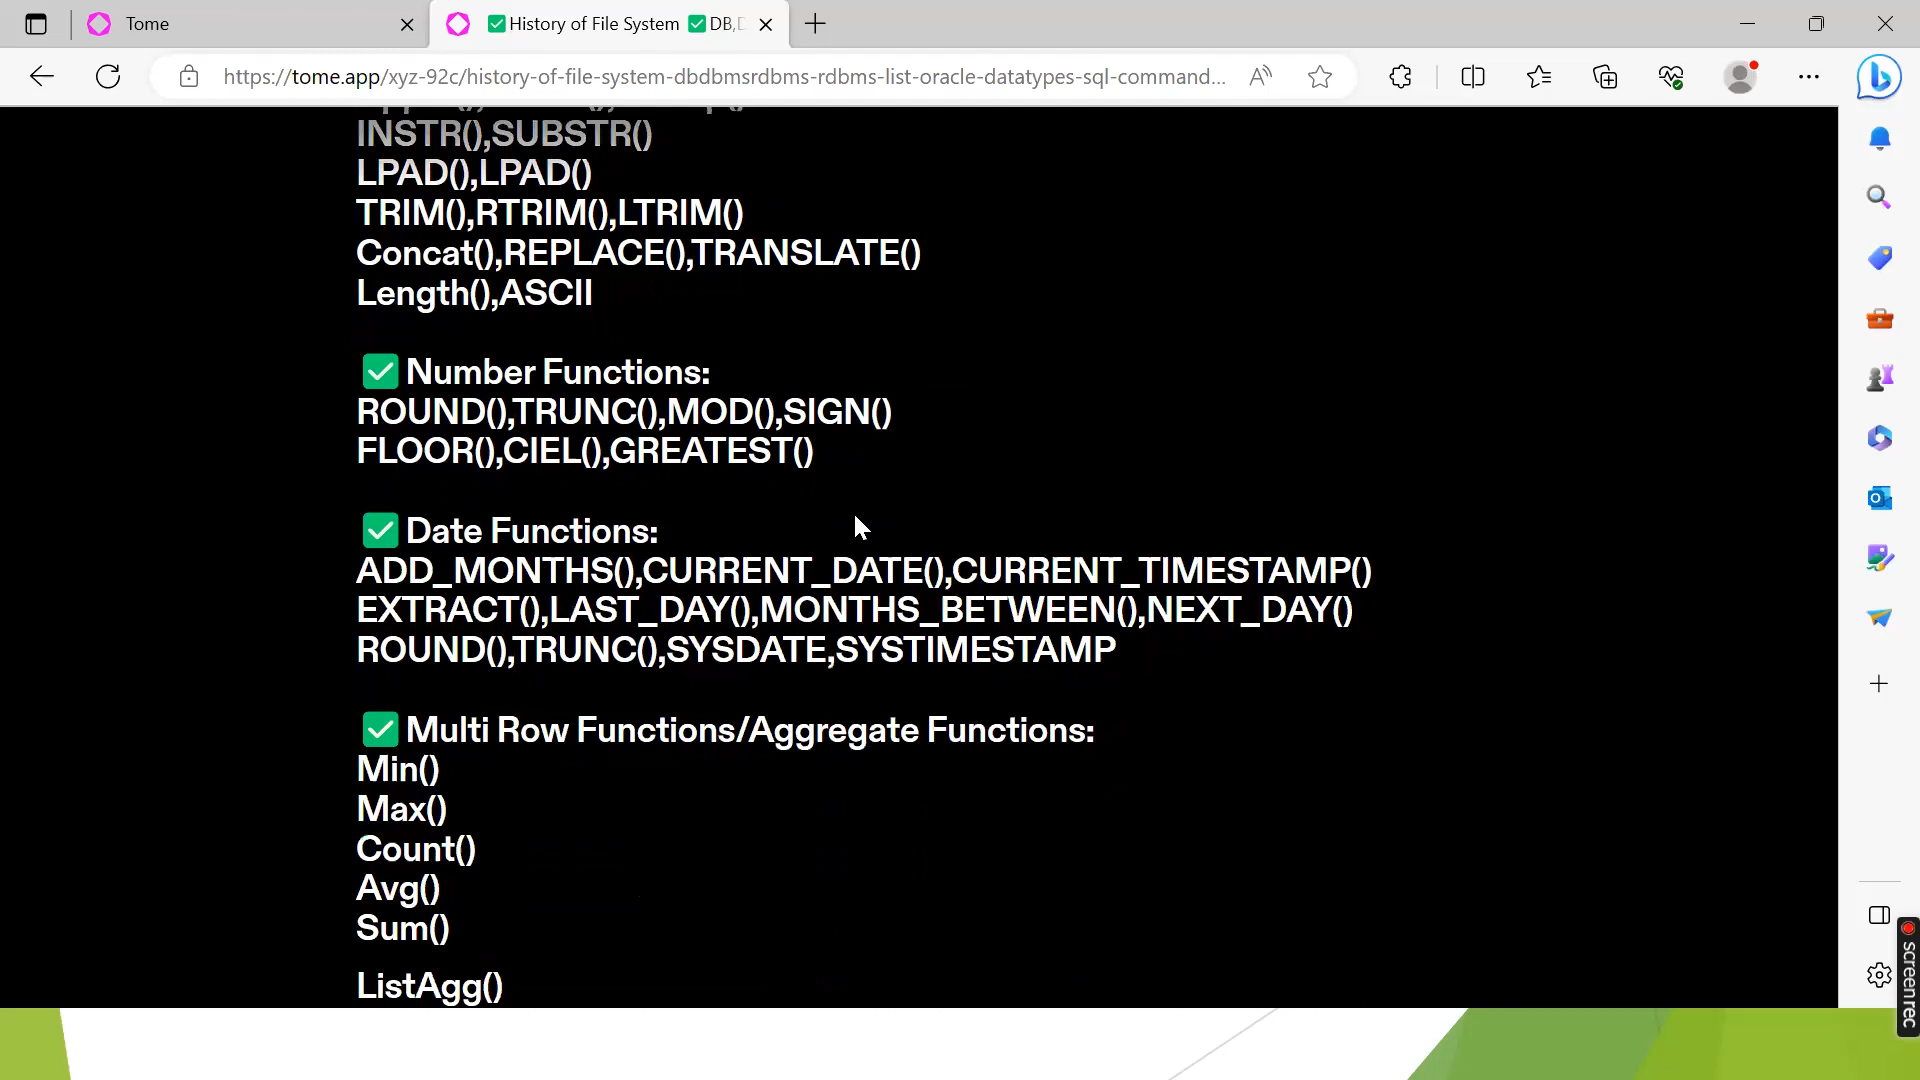 Tome
✅History of File System ✅DB,D
https://tome.app/xyz-92c/history-of-file-system-dbdbmsrdbms-rdbms-list-oracle-datatypes-sql-command...
INSTR(),SUBSTR()
LPAD(),LPAD()
TRIM(),RTRIM(),LTRIM()
Concat(),REPLACE(),TRANSLATE()
Length(),ASCII
✅Number Functions:
ROUND(),TRUNC(),MOD(),SIGN()
FLOOR(),CIEL(),GREATEST()
✅Date Functions:
ADD_MONTHS(),CURRENT_DATE(),CURRENT_TIMESTAMP()
EXTRACT(),LAST_DAY(),MONTHS_BETWEEN(),NEXT_DAY()
ROUND(),TRUNC(),SYSDATE,SYSTIMESTAMP
✅Multi Row Functions/Aggregate Functions:
Min()
Max()
Count()
Avg()
Sum()
ListAgg()
screenrec